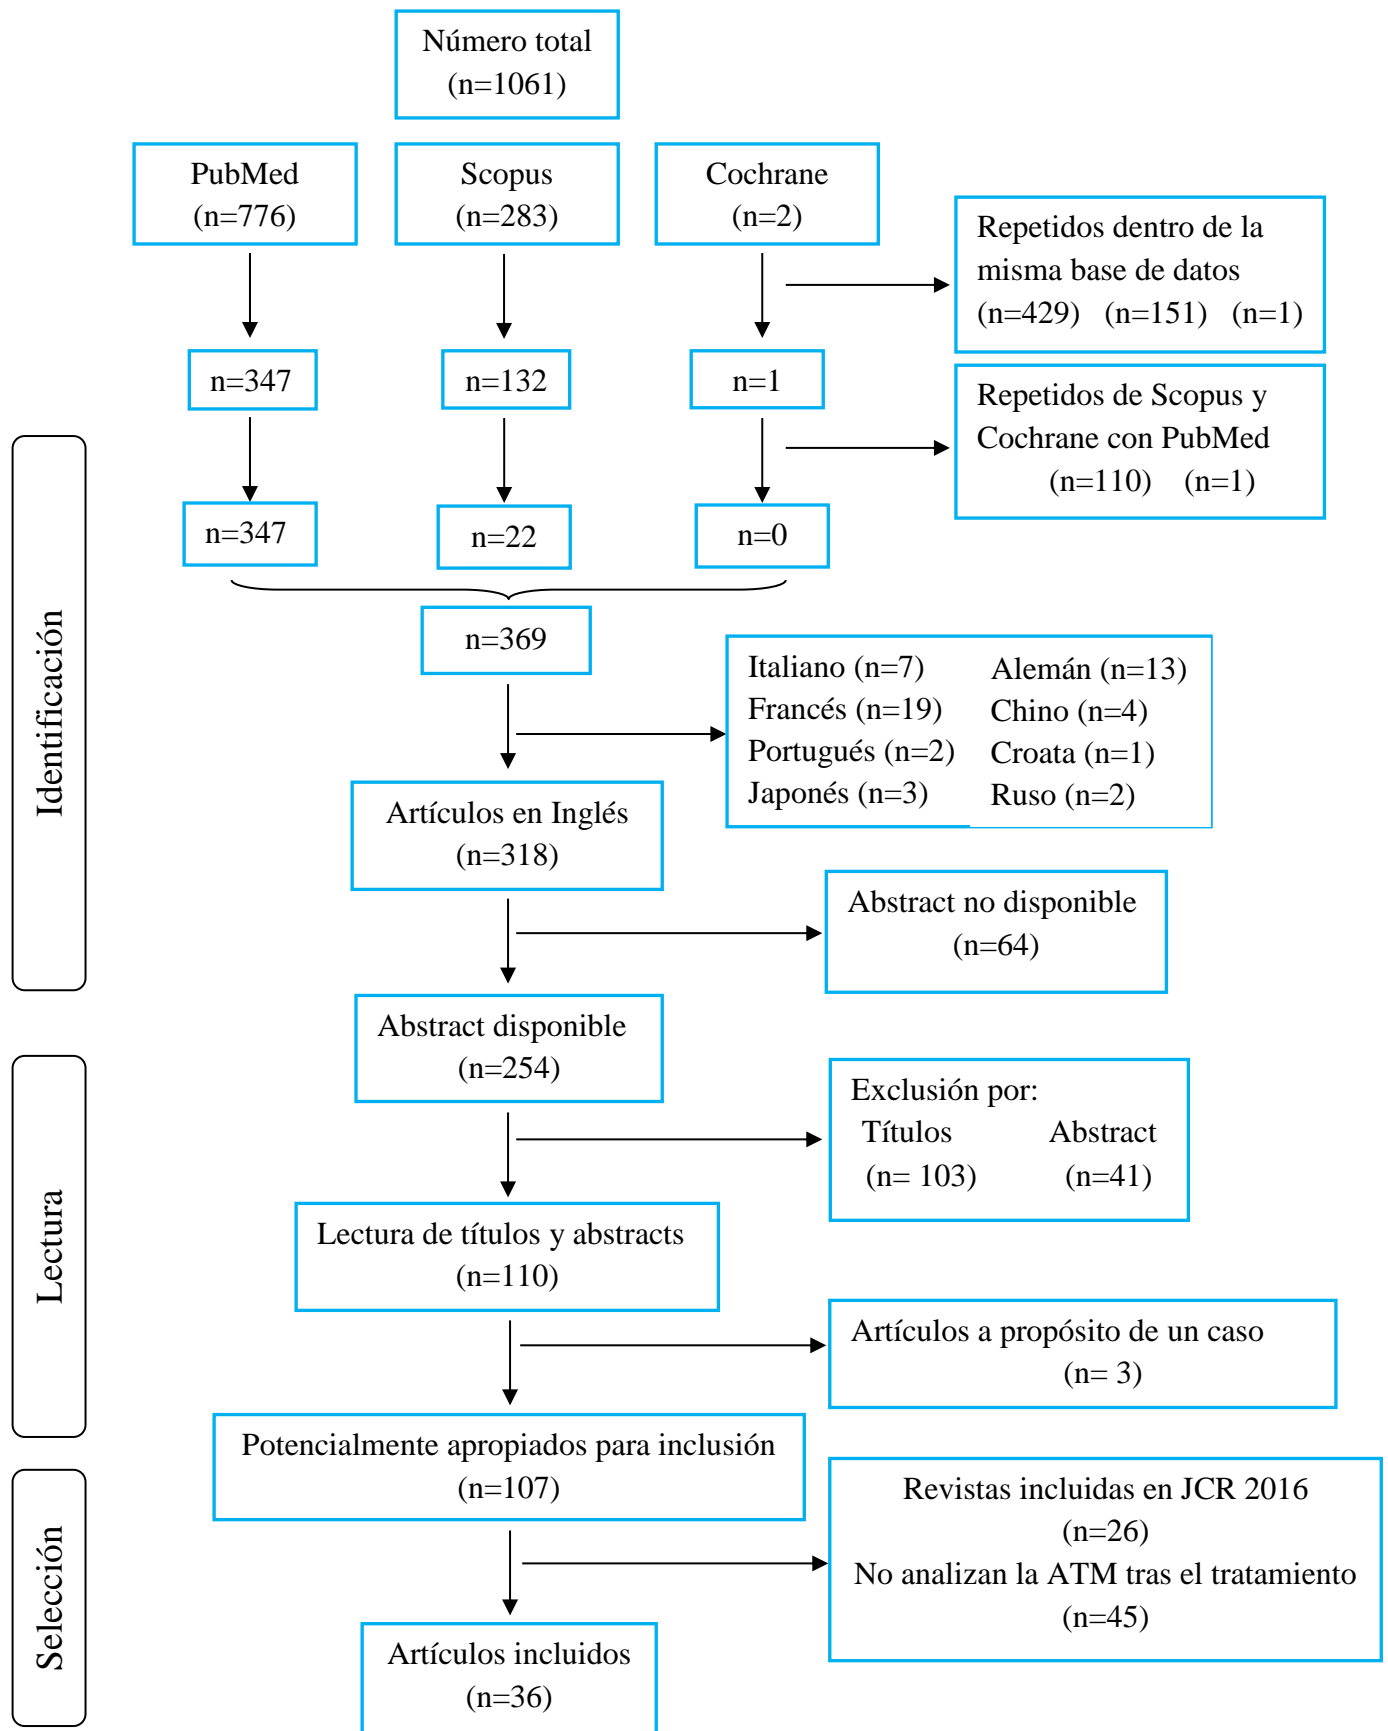 Número total
(n=1061)
PubMed
(n=776)
Scopus
(n=283)
Cochrane
(n=2)
Repetidos dentro de la
misma base de datos
(n=429) (n=151) (n=1)
n=347
n=132
n=1
Repetidos de Scopus y
Cochrane con PubMed
(n=110) (n=1)
n=347
n=22
n=0
Identificación
n=369
Italiano (n=7)
Francés (n=19)
Portugués (n=2)
Japonés (n=3)
Alemán (n=13)
Chino (n=4)
Croata (n=1)
Ruso (n=2)
Artículos en Inglés
(n=318)
Abstract no disponible
(n=64)
Abstract disponible
(n=254)
Lectura
Exclusión por:
Títulos Abstract
(n= 103) (n=41)
Lectura de títulos y abstracts
(n=110)
Artículos a propósito de un caso
(n= 3)
Potencialmente apropiados para inclusión
(n=107)
Selección
Revistas incluidas en JCR 2016
(n=26)
No analizan la ATM tras el tratamiento
(n=45)
Artículos incluidos
(n=36)